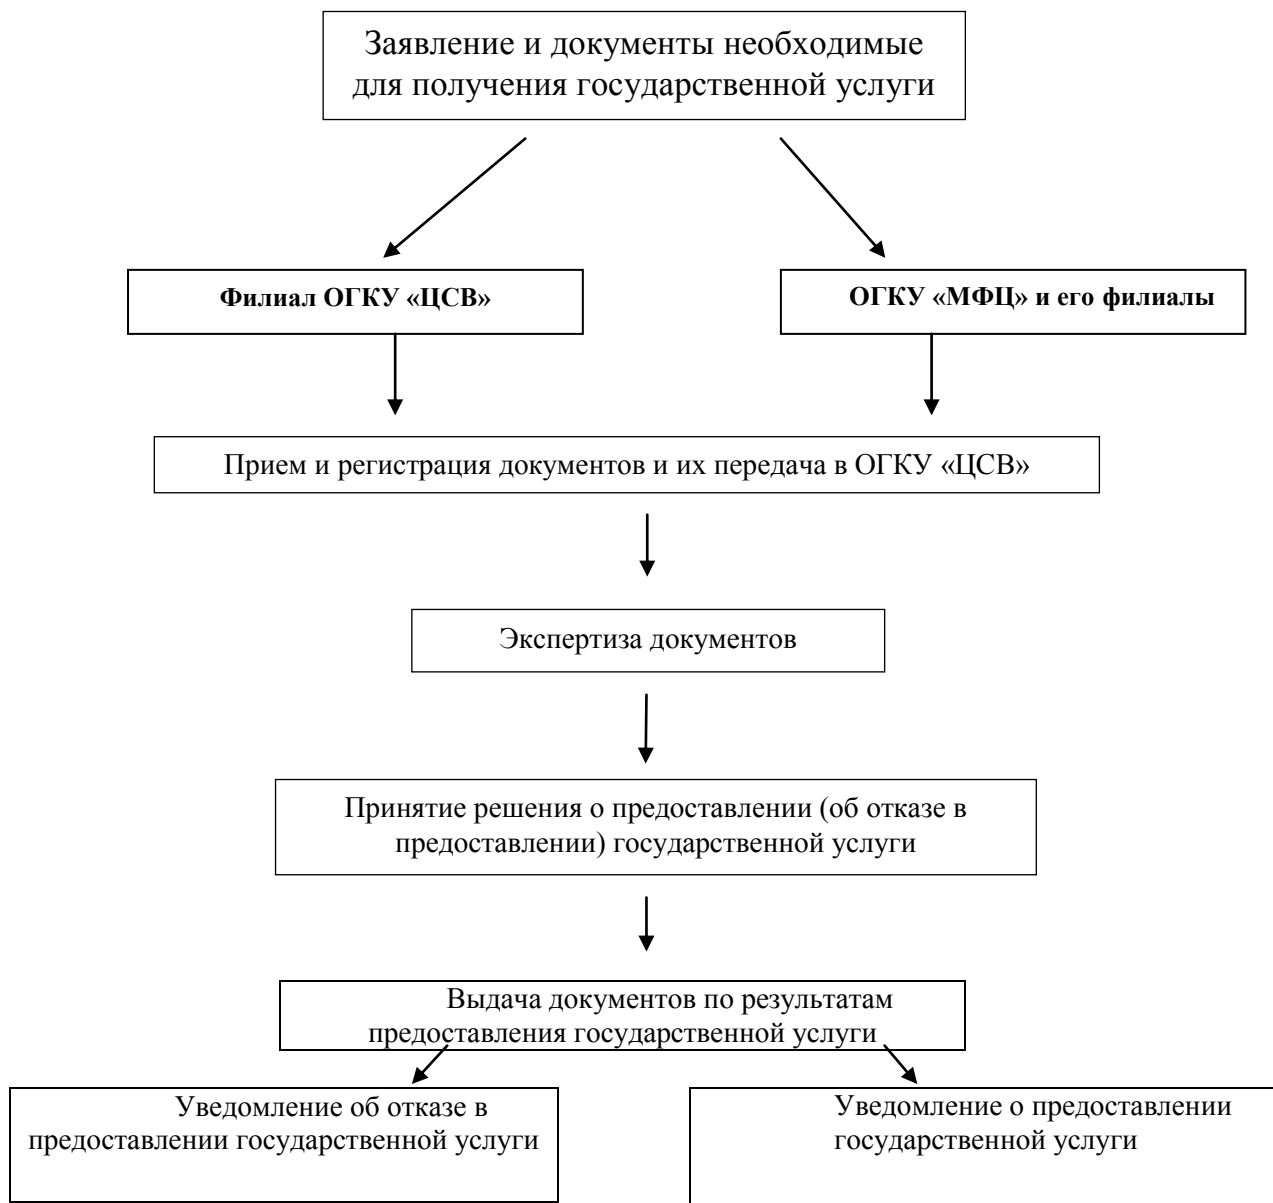 Заявление и документы необходимые
для получения государственной услуги
Филиал ОГКУ «ЦСВ»
ОГКУ «МФЦ» и его филиалы
Прием и регистрация документов и их передача в ОГКУ «ЦСВ»
Экспертиза документов
Принятие решения о предоставлении (об отказе в
предоставлении) государственной услуги
Выдача документов по результатам
предоставления государственной услуги
Уведомление об отказе в
предоставлении государственной услуги
Уведомление о предоставлении
государственной услуги